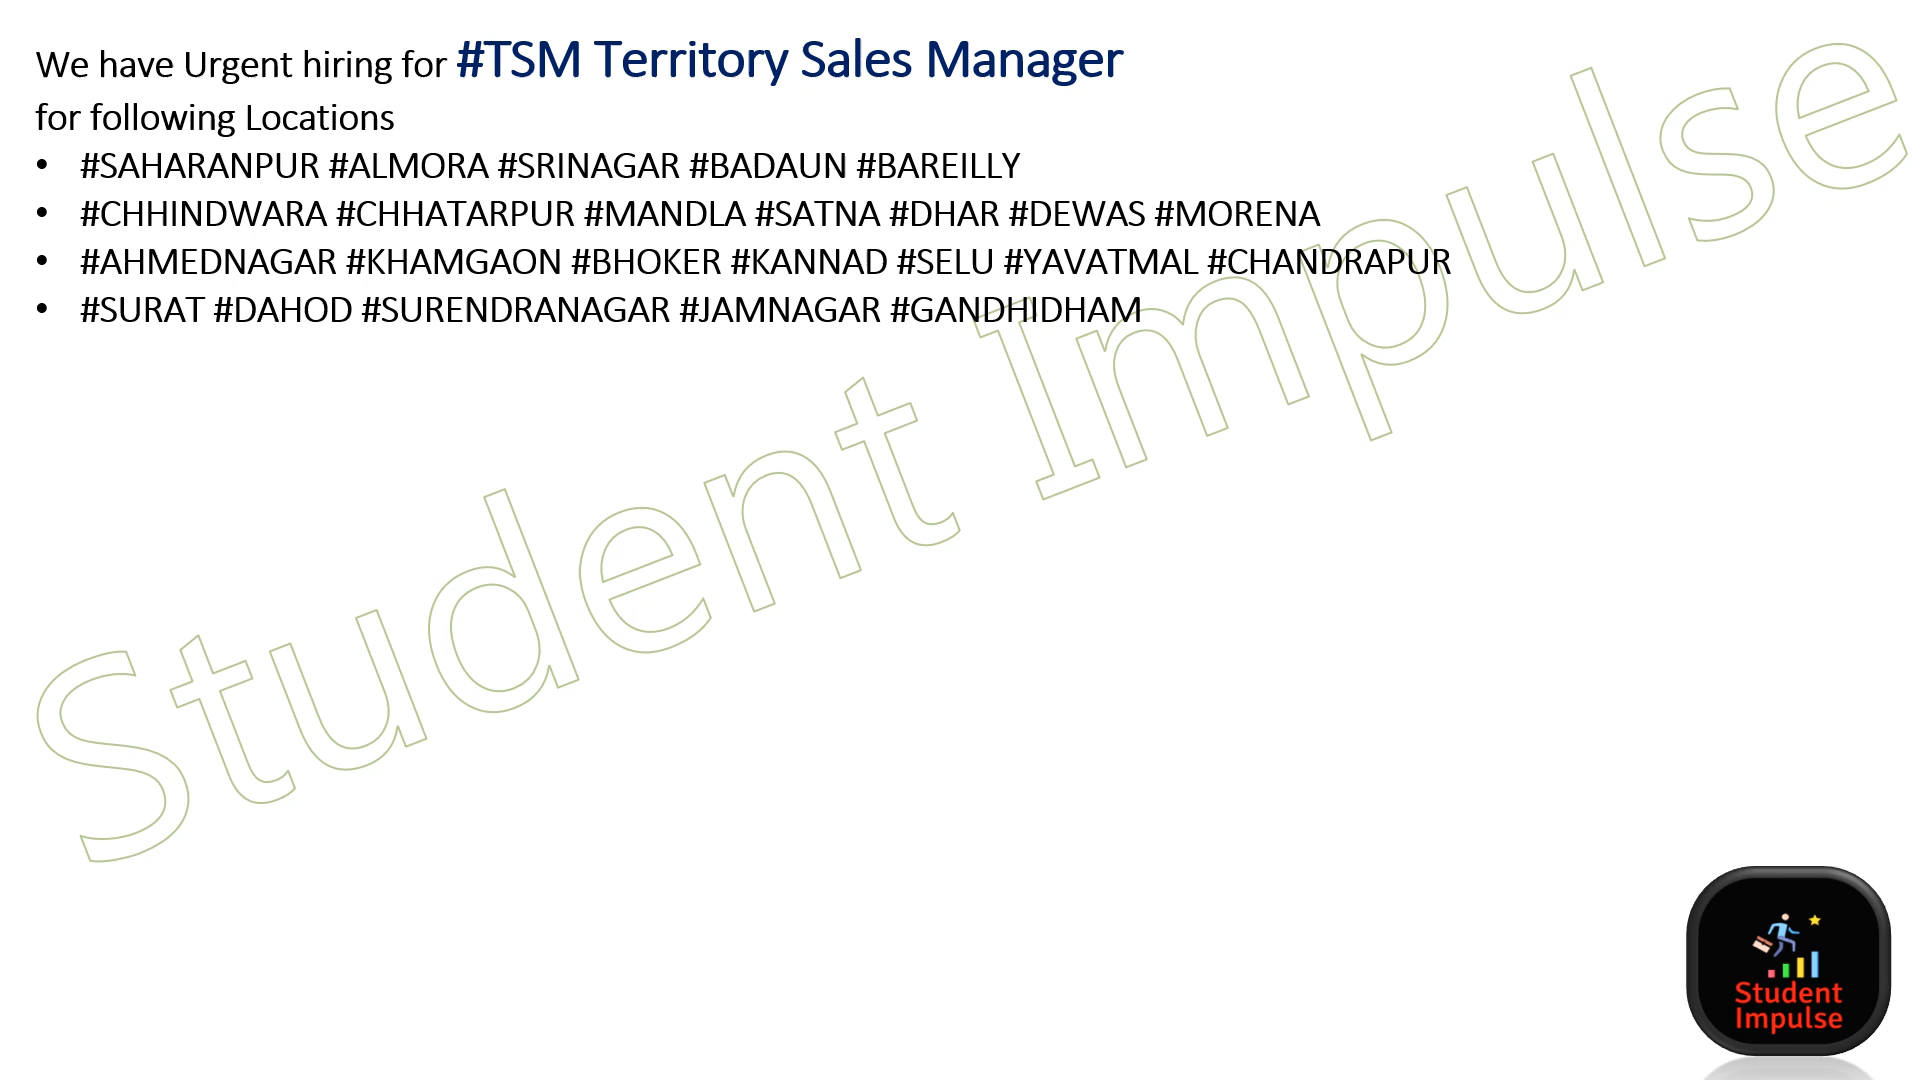 We have Urgent hiring for #TSM Territory Sales Manager
for following Locations
• #SAHARANPUR #ALMORA #SRINAGAR #BADAUN #BAREILLY
• #CHHINDWARA #CHHATARPUR #MANDLA #SATNA #DHAR #DEWAS #MORENA
• #AHMEDNAGAR #KHAMGAON #BHOKER #KANNAD #SELU #YAVATMAL #CHANDRAPUR
• #SURAT #DAHOD #SURENDRANAGAR #JAMNAGAR #GANDHIDHAM
Student Impulse
Student
Impulse